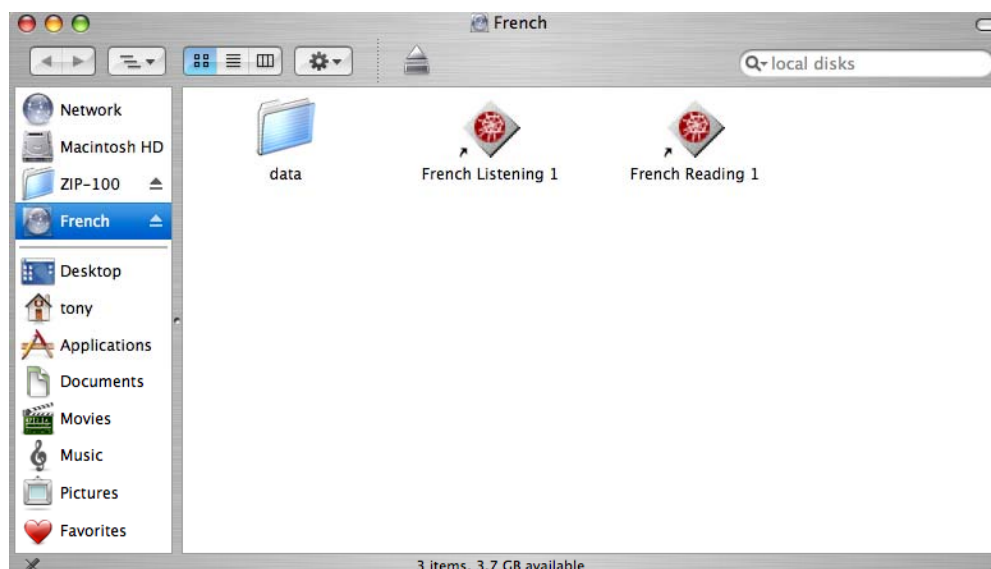 French
local disks
Network
Macintosh HD
ZIP-100
French
Desktop
tony
Applications
Documents
Movies
Music
Pictures
Favorites
data
French Listening 1
French Reading 1
3 items, 3.7 GB available